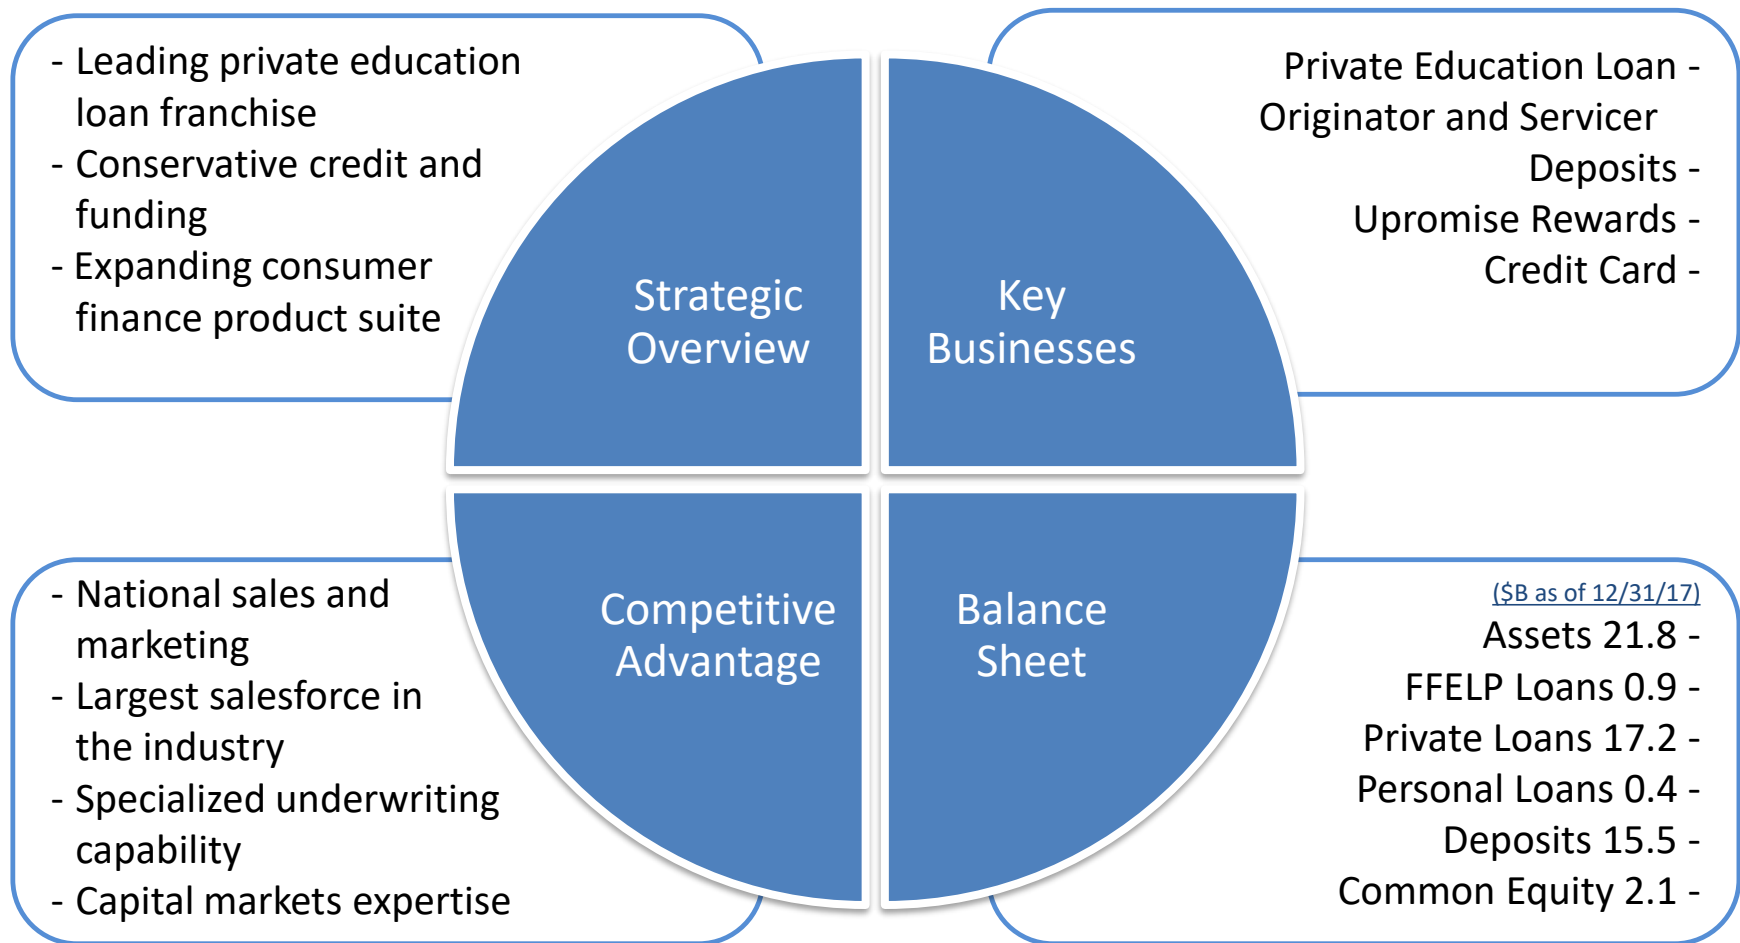 - Leading private education
loan franchise
- Conservative credit and
funding
- Expanding consumer
finance product suite
Strategic
Overview
Key
Businesses
Private Education Loan -
Originator and Servicer
Deposits -
Upromise Rewards -
Credit Card -
- National sales and
marketing
- Largest salesforce in
the industry
- Specialized underwriting
capability
- Capital markets expertise
Competitive
Advantage
Balance
Sheet
($B as of 12/31/17)
Assets 21.8 -
FFELP Loans 0.9 -
Private Loans 17.2 -
Personal Loans 0.4 -
Deposits 15.5 -
Common Equity 2.1 -